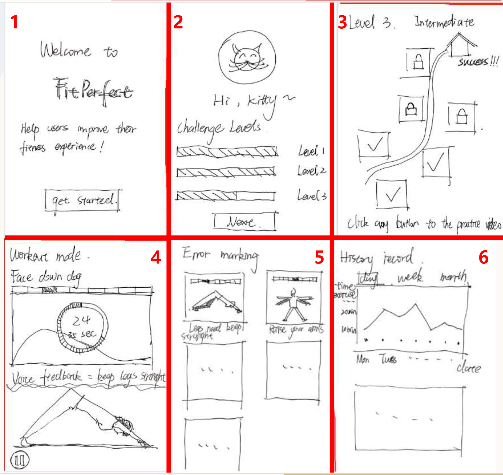 1
Welcome to
FitPerfect
Help users improve their
fitness experience!
get started.
2
Hi, kitty~
Challenge Levels.
Level 1
Level 2
Level 3
3
Level 3. Intermediate
success!!!
Click any button to the practice video
4
Workout mode.
Face down dog
24
sec
Voice feedback = keep legs straight
5
Error marking
Legs need keep
straight
Raise your arms
6
History record.
day week month
time
exercise
Mon Tues
date